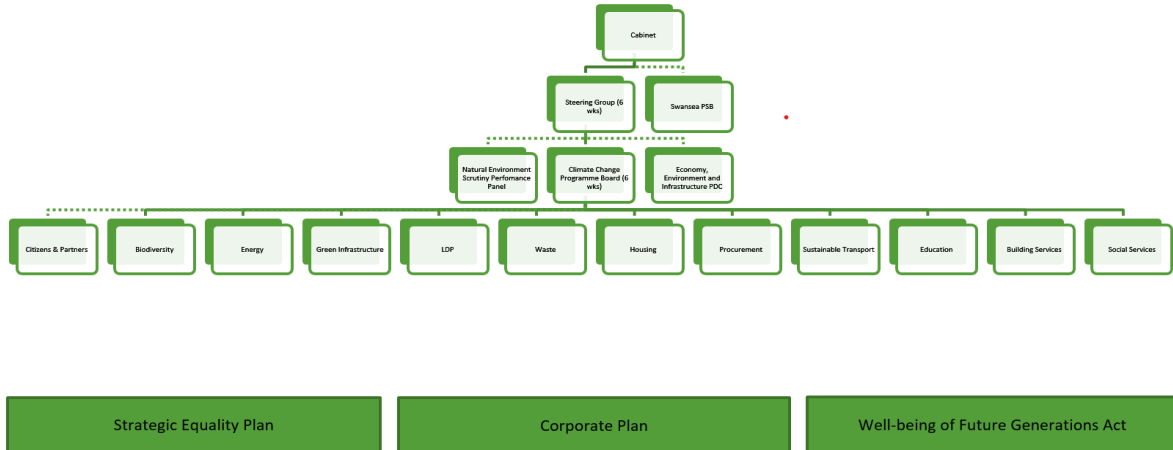 Cabinet
Steering Group (6
wks)
Swansea PSB
Natural Environment
Scrutiny Perfomance
Panel
Climate Change
Programme Board (6
wks)
Economy,
Environment and
Infrastructure PDC
Citizens & Partners
Biodiversity
Energy
Green Infrastructure
LDP
Waste
Housing
Procurement
Sustainable Transport
Education
Building Services
Social Services
Strategic Equality Plan
Corporate Plan
Well-being of Future Generations Act